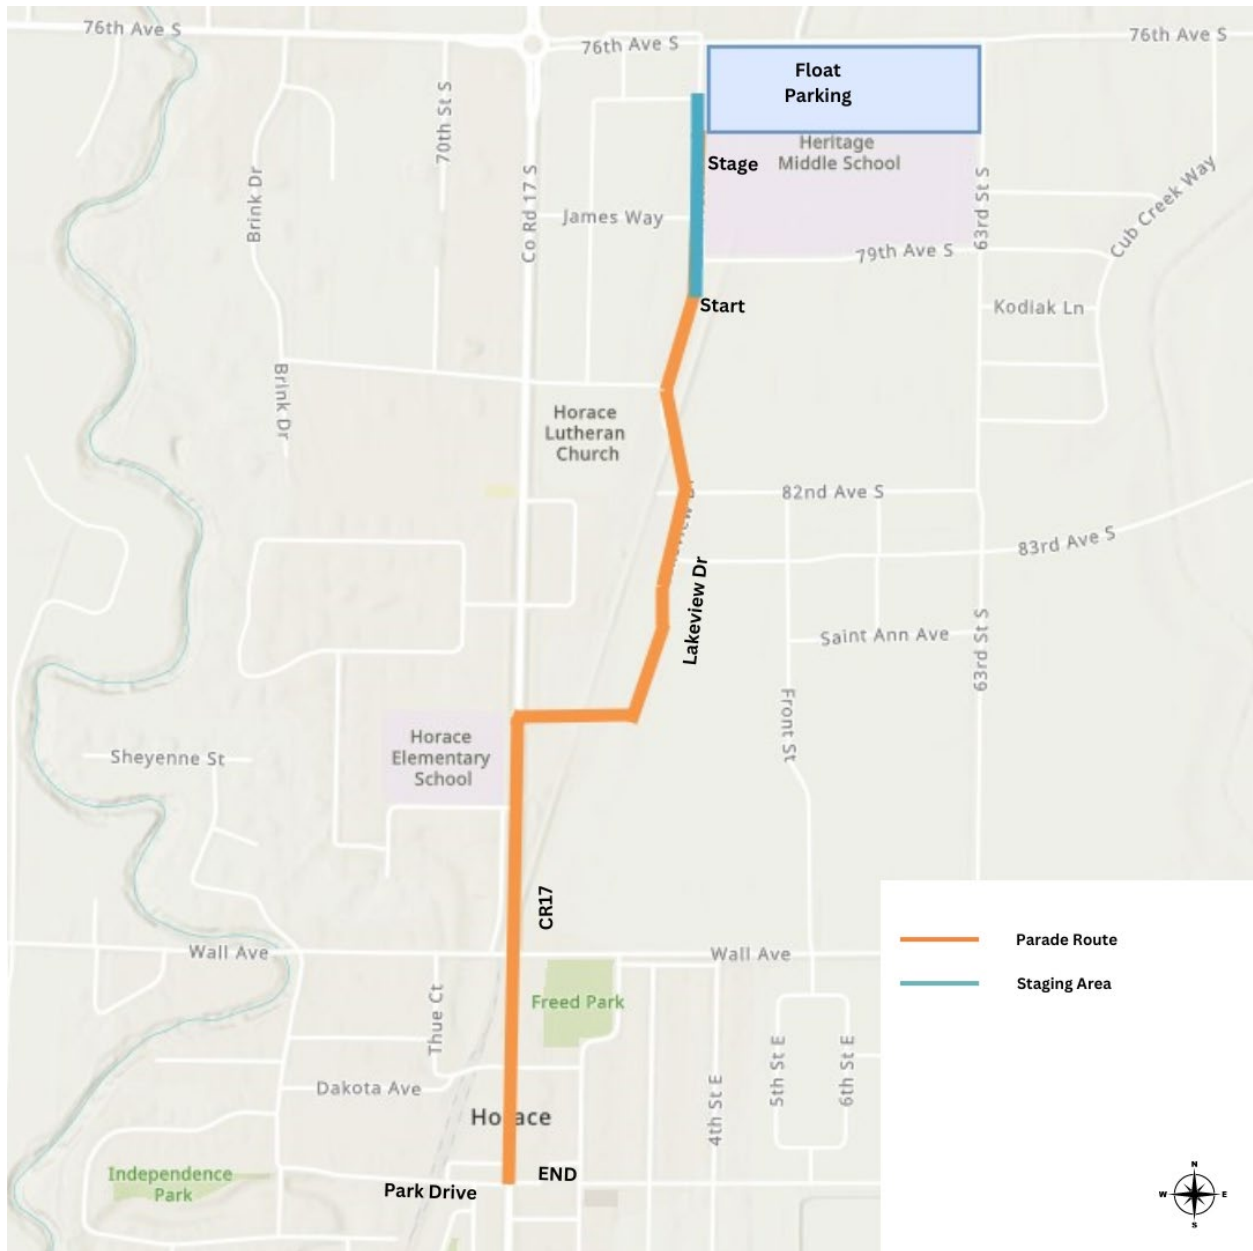 76th Ave S
76th Ave S
76th Ave S
Float
Parking
Heritage
Middle School
Stage
70th St S
Brink Dr
Co Rd 17 S
James Way
63rd St S
Cub Creek Way
79th Ave S
Start
Kodiak Ln
Brink Dr
Horace
Lutheran
Church
82nd Ave S
83rd Ave S
Lakeview Dr
Saint Ann Ave
63rd St S
Front St
Horace
Elementary
School
Sheyenne St
CR17
Wall Ave
Wall Ave
Parade Route
Staging Area
Freed Park
Thue Ct
5th St E
6th St E
4th St E
Dakota Ave
Horace
Independence
Park
Park Drive
END
N
W E
S